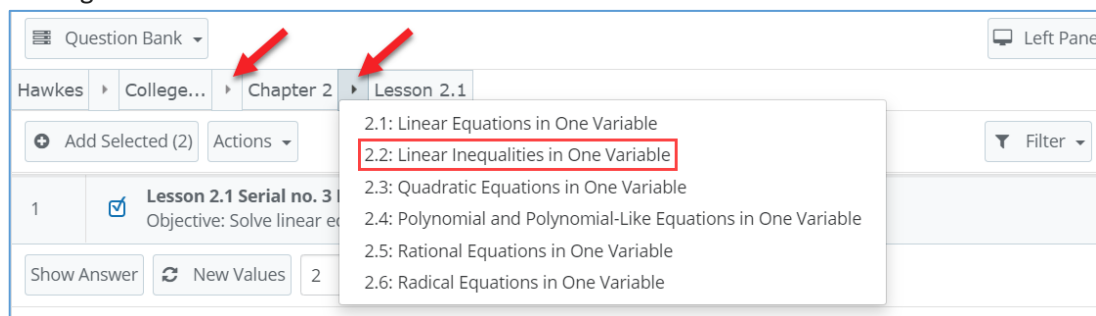 Question Bank
Left Pane
Hawkes College... Chapter 2 Lesson 2.1
2.1: Linear Equations in One Variable
Add Selected (2) Actions
2.2: Linear Inequalities in One Variable
Filter
2.3: Quadratic Equations in One Variable
1
Lesson 2.1 Serial no. 3
Objective: Solve linear
2.4: Polynomial and Polynomial-Like Equations in One Variable
2.5: Rational Equations in One Variable
Show Answer New Values 2
2.6: Radical Equations in One Variable